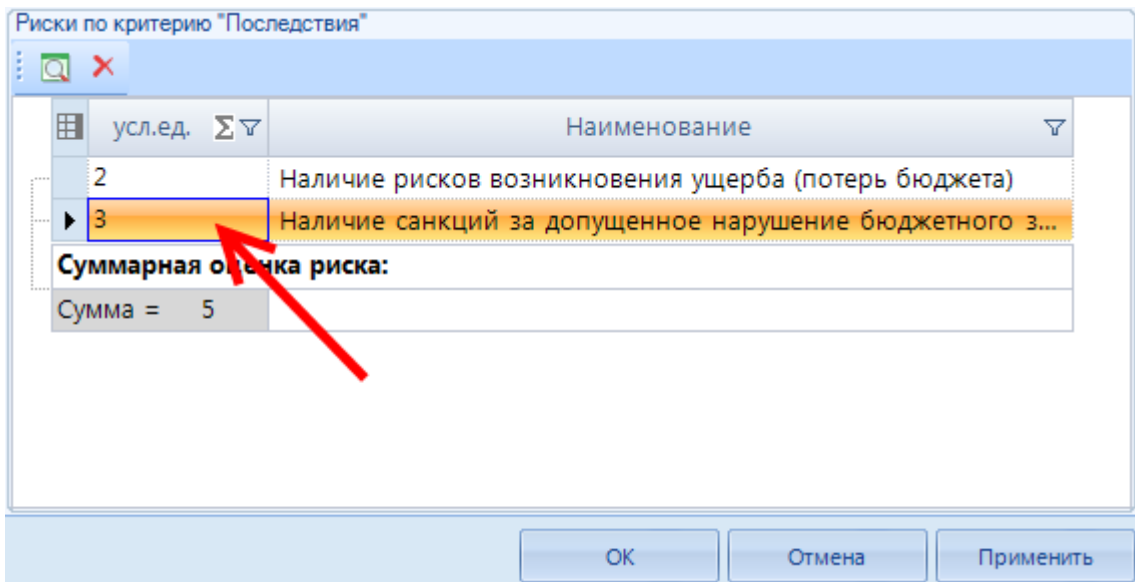 Риски по критерию "Последствия"
усл.ед. Σ Наименование
2 Наличие рисков возникновения ущерба (потерь бюджета)
3 Наличие санкций за допущенное нарушение бюджетного з...
Суммарная оценка риска:
Сумма = 5
ОК Отмена Применить